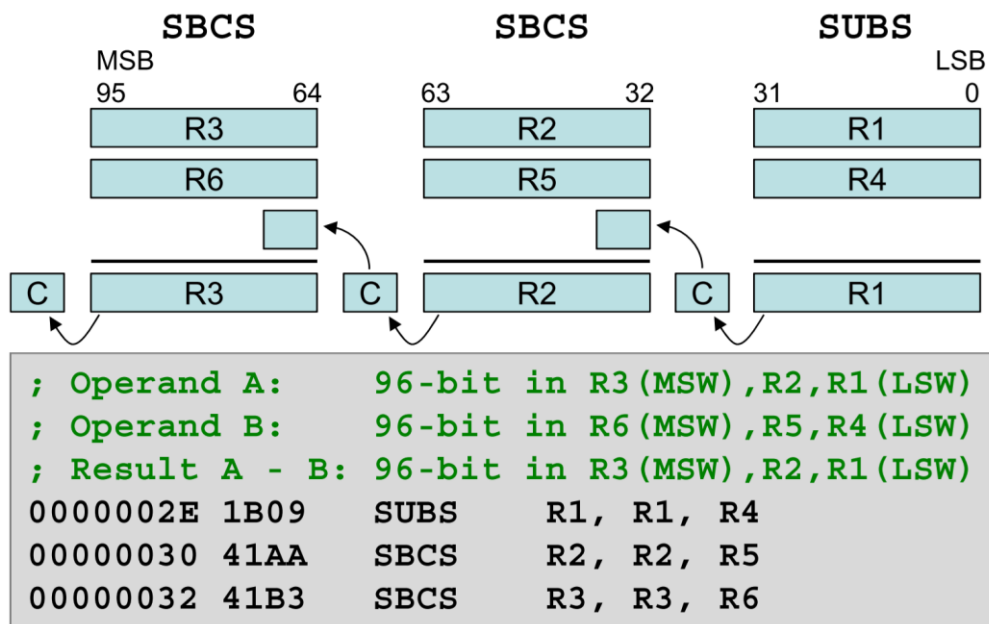 SBCS SBCS SUBS
MSB LSB
95 64 63 32 31 0
R3 R2 R1
R6 R5 R4
C R3 C R2 C R1
; Operand A: 96-bit in R3(MSW),R2,R1(LSW)
; Operand B: 96-bit in R6(MSW),R5,R4(LSW)
; Result A - B: 96-bit in R3(MSW),R2,R1(LSW)
0000002E 1B09 SUBS R1, R1, R4
00000030 41AA SBCS R2, R2, R5
00000032 41B3 SBCS R3, R3, R6